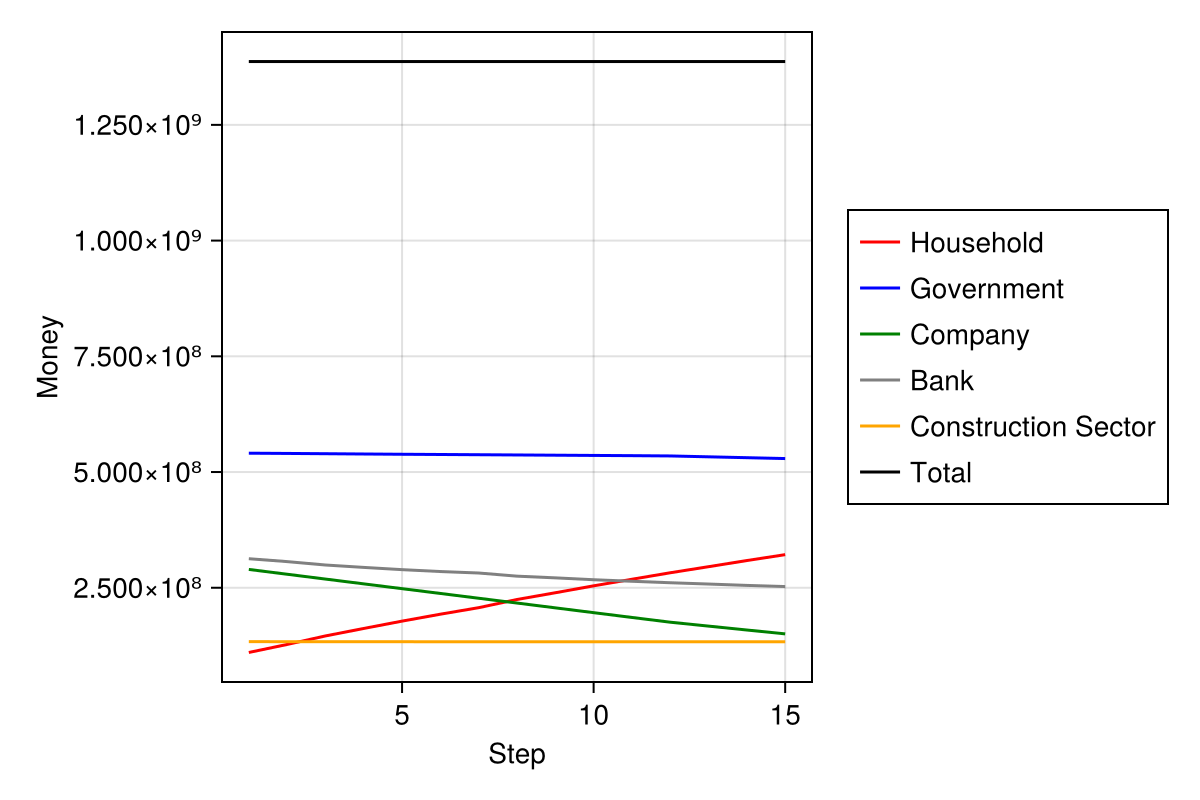 1.250×10⁹
1.000×10⁹
7.500×10⁸
5.000×10⁸
2.500×10⁸
Money
5 10 15
Step
Household
Government
Company
Bank
Construction Sector
Total